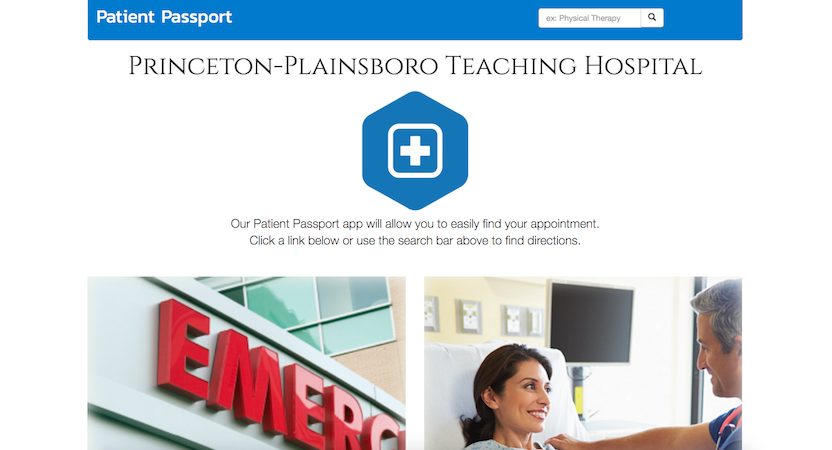 Patient Passport
ex: Physical Therapy
Princeton-Plainsboro Teaching Hospital
Our Patient Passport app will allow you to easily find your appointment.
Click a link below or use the search bar above to find directions.
EMERG